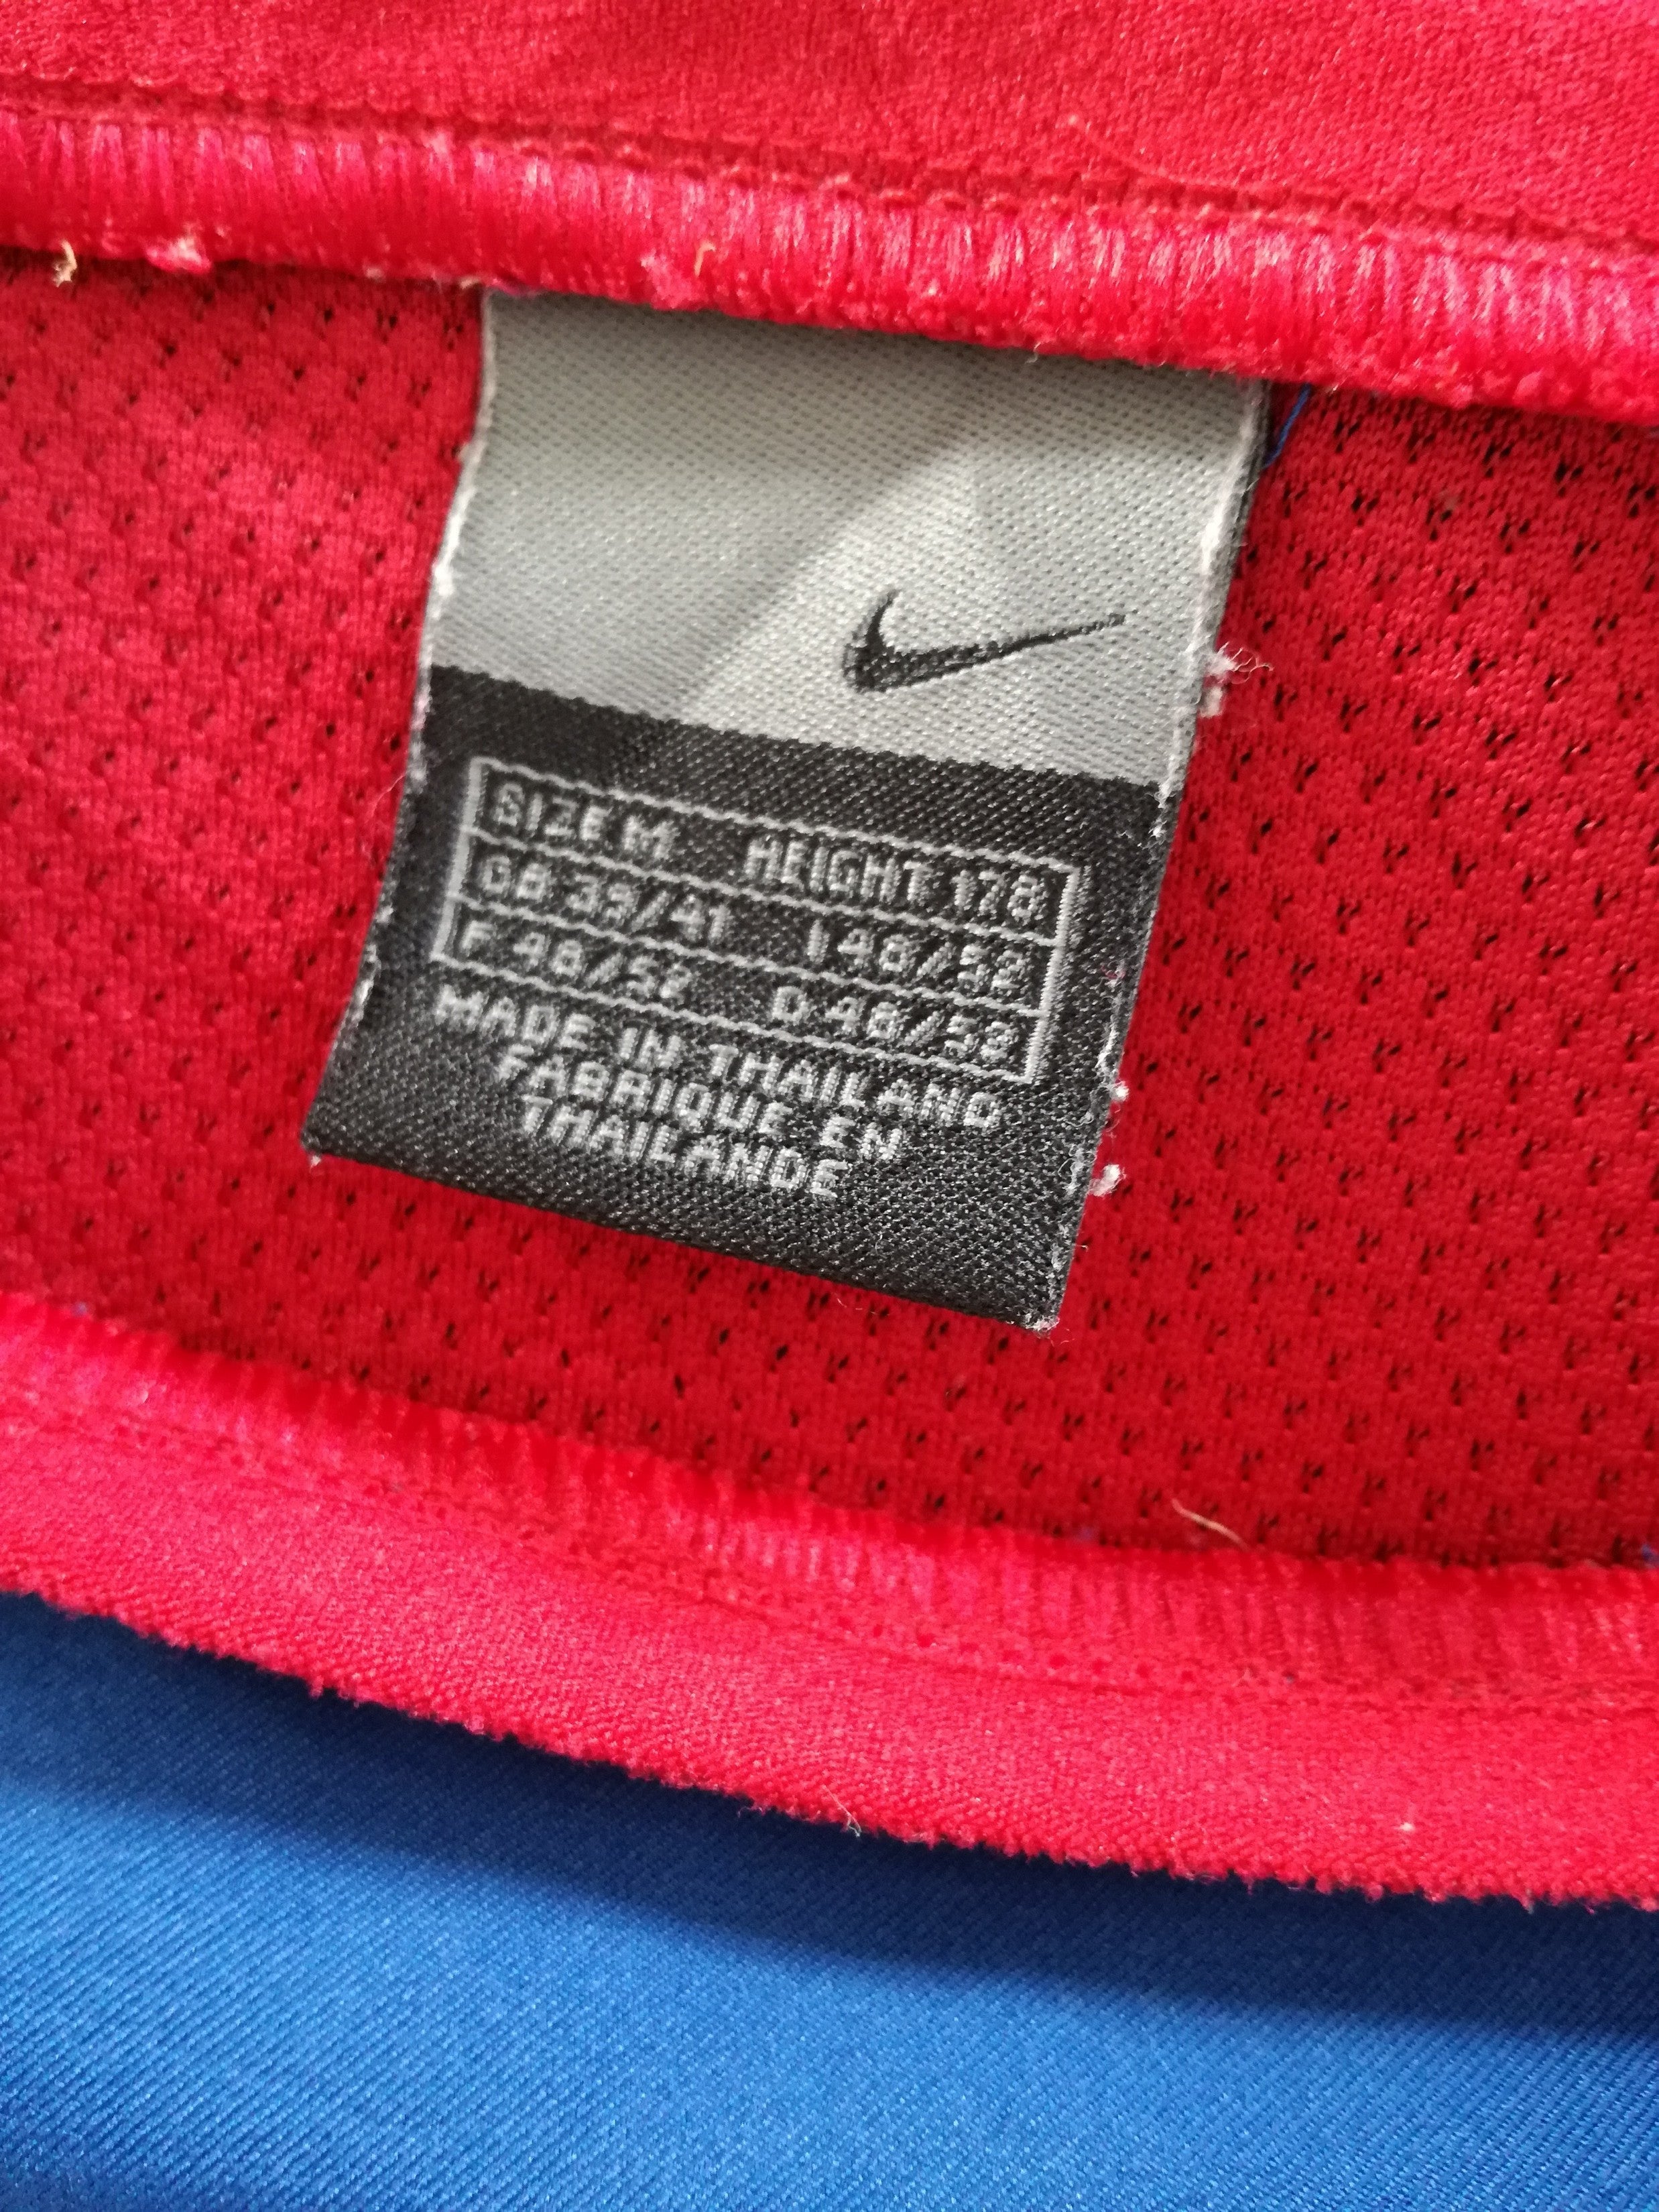 SIZE M HEIGHT 178
GB 39/41 I 48/52
F 48/52 D 48/52
MADE IN THAILAND
FABRIQUE EN
THAILANDE